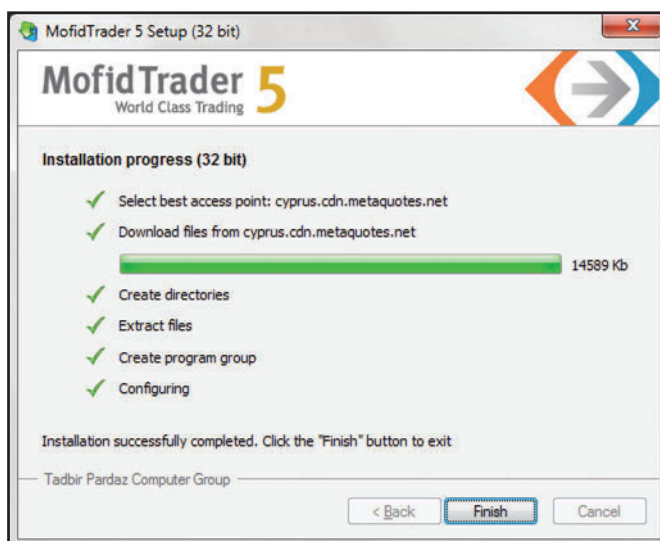 MofidTrader 5 Setup (32 bit)
MofidTrader 5
World Class Trading
Installation progress (32 bit)
Select best access point: cyprus.cdn.metaquotes.net
Download files from cyprus.cdn.metaquotes.net
14589 Kb
Create directories
Extract files
Create program group
Configuring
Installation successfully completed. Click the "Finish" button to exit
Tadbir Pardaz Computer Group
< Back Finish Cancel